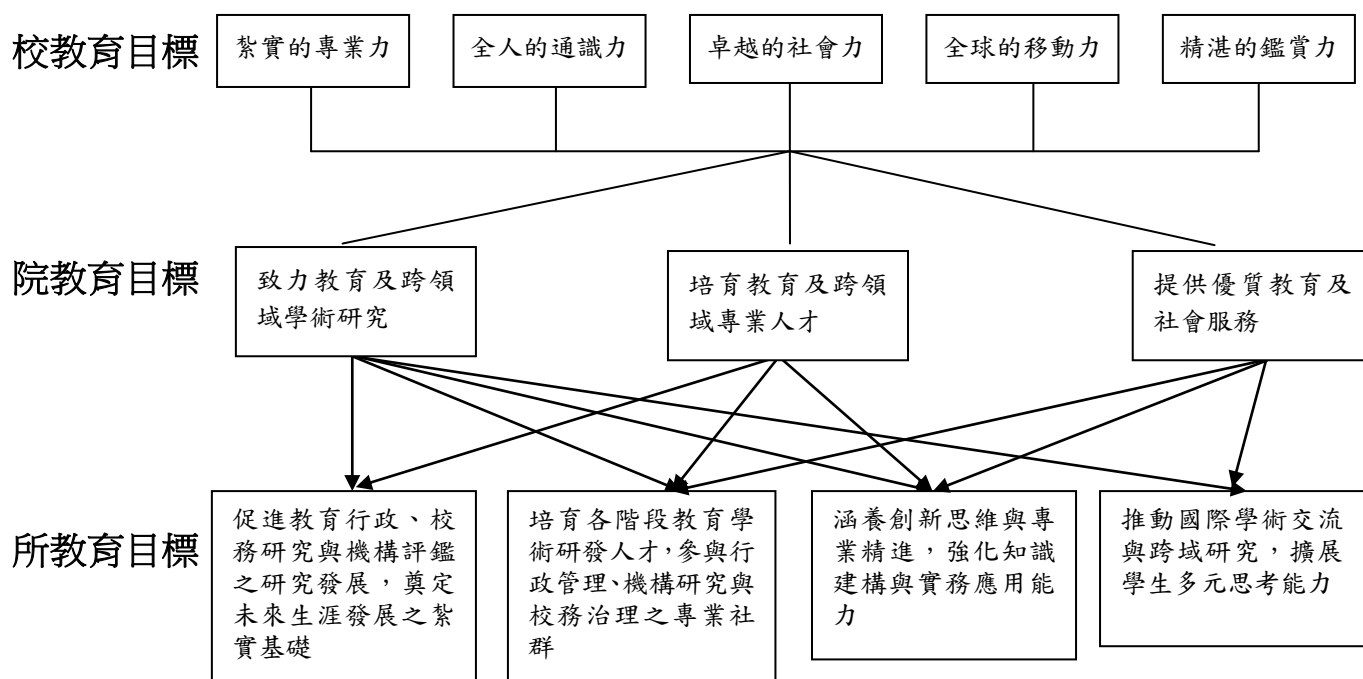 校教育目標
紮實的專業力
全人的通識力
卓越的社會力
全球的移動力
精湛的鑑賞力
院教育目標
致力教育及跨領
域學術研究
培育教育及跨領
域專業人才
提供優質教育及
社會服務
所教育目標
促進教育行政、校
務研究與機構評鑑
之研究發展，奠定
未來生涯發展之紮
實基礎
培育各階段教育學
術研發人才，參與行
政管理、機構研究與
校務治理之專業社
群
涵養創新思維與專
業精進，強化知識
建構與實務應用能
力
推動國際學術交流
與跨域研究，擴展
學生多元思考能力